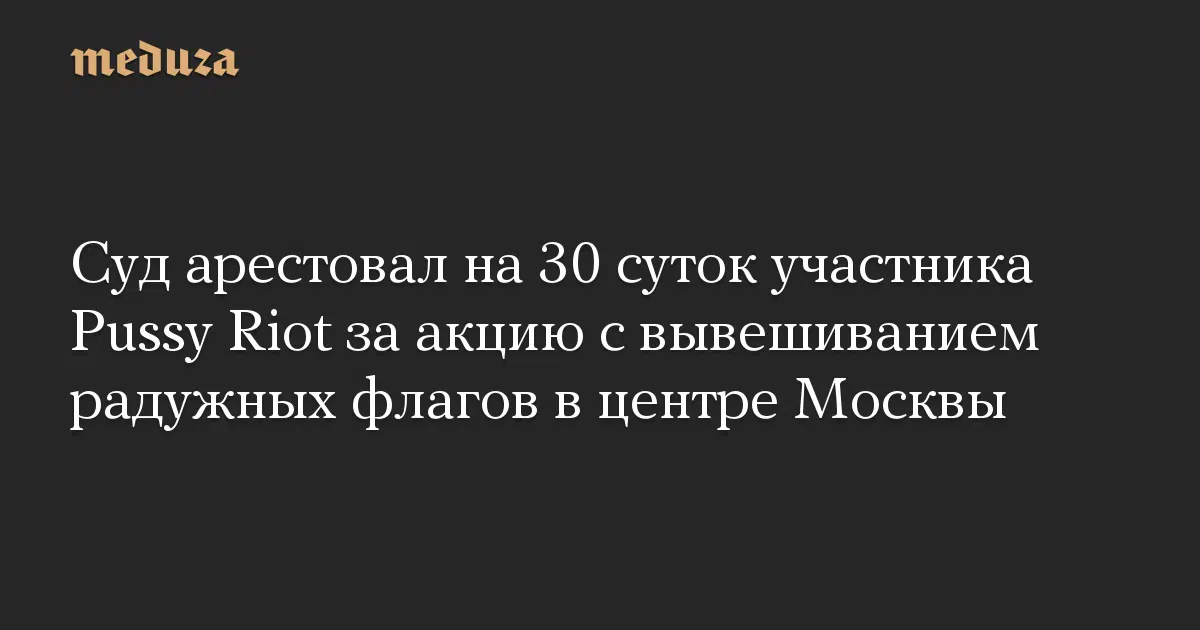 meduza
Суд арестовал на 30 суток участника
Pussy Riot за акцию с вывешиванием
радужных флагов в центре Москвы